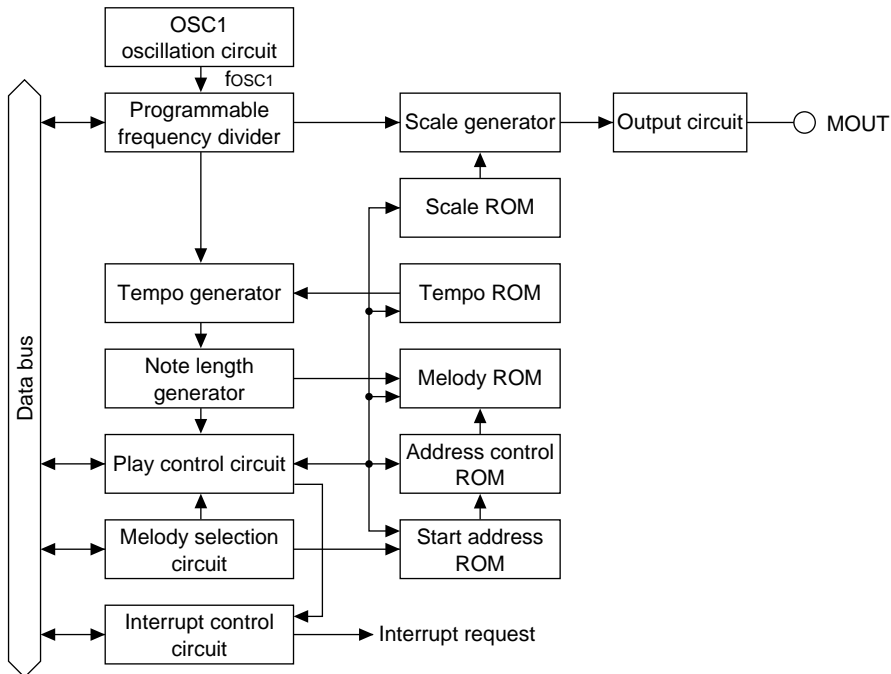 OSC1
oscillation circuit
fOSC1
Programmable
frequency divider
Scale generator
Output circuit
MOUT
Scale ROM
Tempo generator
Tempo ROM
Note length
generator
Melody ROM
Data bus
Play control circuit
Address control
ROM
Melody selection
circuit
Start address
ROM
Interrupt control
circuit
Interrupt request